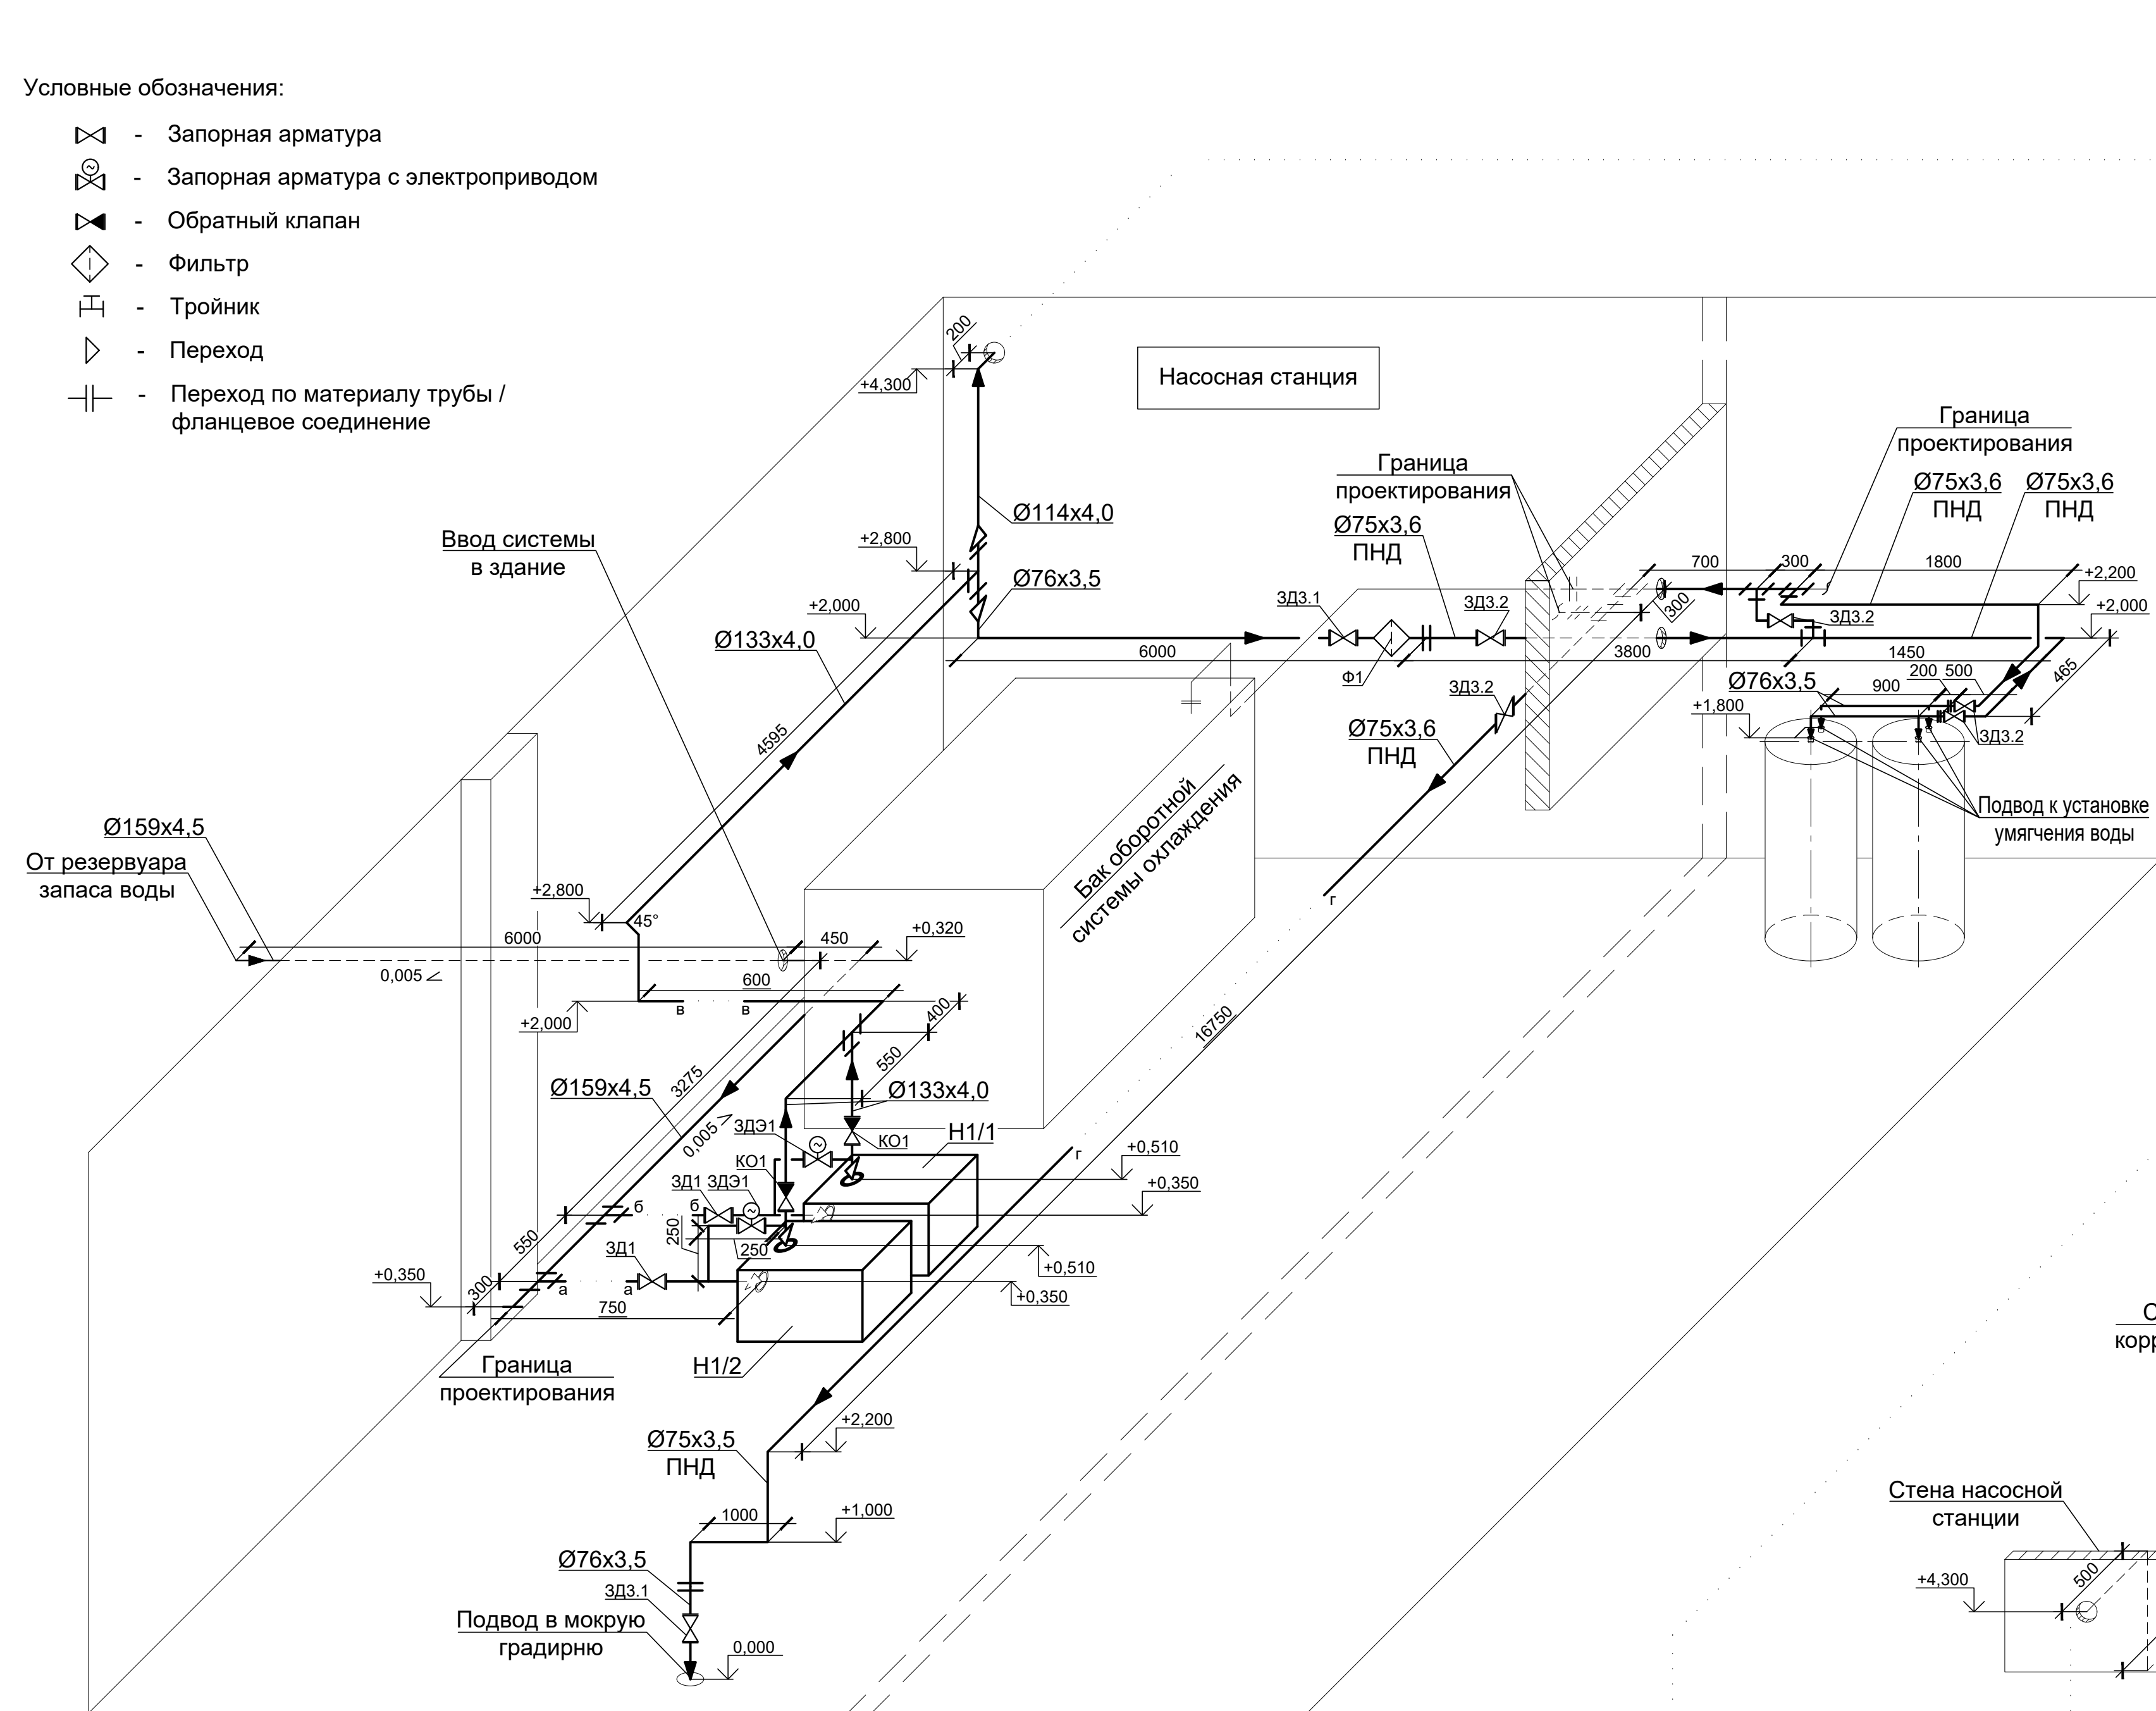 Условные обозначения:
- Запорная арматура
- Запорная арматура с электроприводом
- Обратный клапан
- Фильтр
- Тройник
- Переход
- Переход по материалу трубы /
фланцевое соединение
Насосная станция
200
+4,300
Ø114х4,0
+2,800
Ø76х3,5
+2,000
Ø133х4,0
4595
Ввод системы
в здание
Граница
проектирования
Ø75х3,6
ПНД
ЗД3.1
ЗД3.2
Ф1
6000
3800
1450
Граница
проектирования
Ø75х3,6
ПНД
Ø75х3,6
ПНД
700
300
1800
+2,200
+2,000
300
ЗД3.2
465
200
500
900
Ø76х3,5
+1,800
ЗД3.2
Подвод к установке
умягчения воды
ЗД3.2
Ø75х3,6
ПНД
г
Бак оборотной
системы охлаждения
Ø159х4,5
От резервуара
запаса воды
+2,800
45°
6000
450
+0,320
0,005
600
+2,000
в
в
400
550
3275
Ø159х4,5
0,005
Ø133х4,0
16750
ЗДЭ1
КО1
Н1/1
г
+0,510
+0,350
КО1
ЗД1
ЗДЭ1
б
б
250
250
550
ЗД1
+0,510
+0,350
+0,350
300
а
а
750
Граница
проектирования
Н1/2
+2,200
Ø75х3,5
ПНД
1000
+1,000
Ø76х3,5
ЗД3.1
Подвод в мокрую
градирню
0,000
С
корр
Стена насосной
станции
500
+4,300